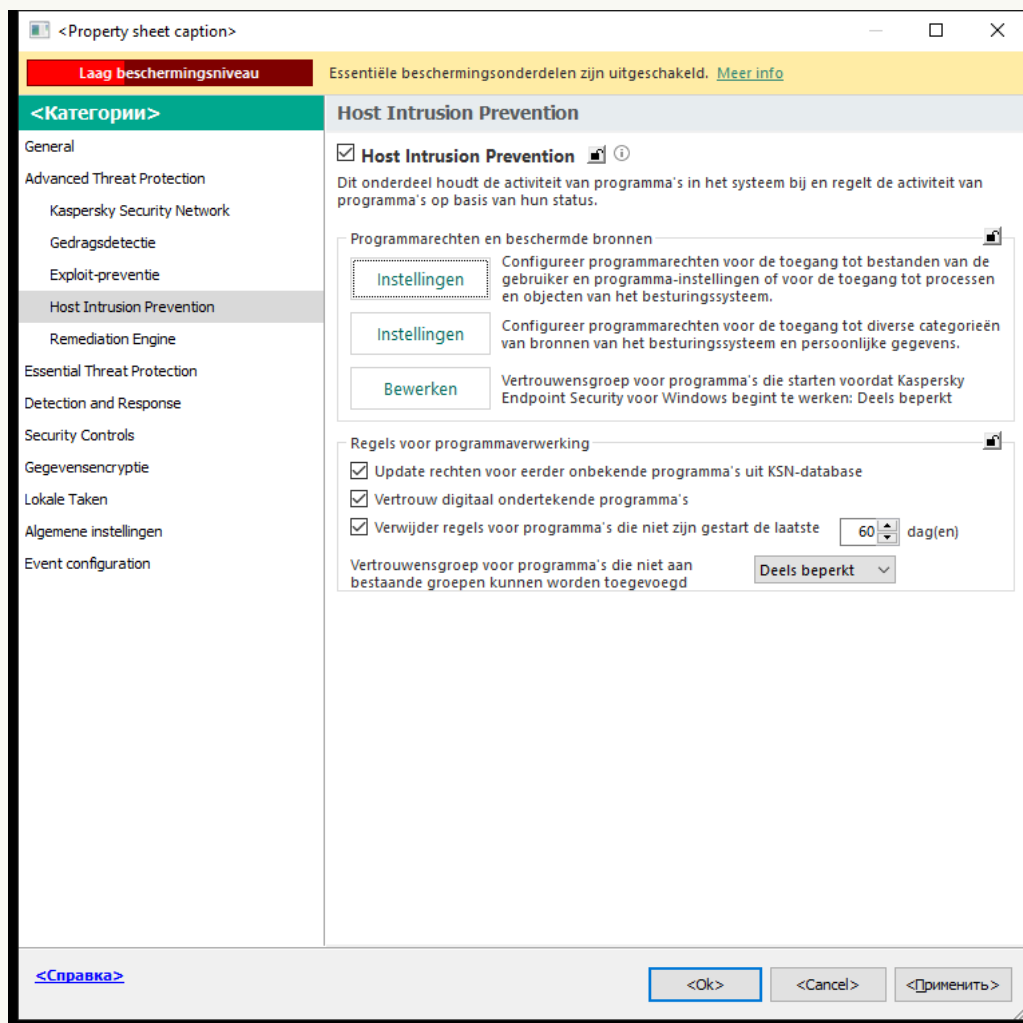 <Property sheet caption>
Laag beschermingsniveau
Essentiële beschermingsonderdelen zijn uitgeschakeld. Meer info
<Категории>
General
Advanced Threat Protection
Kaspersky Security Network
Gedragsdetectie
Exploit-preventie
Host Intrusion Prevention
Remediation Engine
Essential Threat Protection
Detection and Response
Security Controls
Gegevensencryptie
Lokale Taken
Algemene instellingen
Event configuration
Host Intrusion Prevention
Host Intrusion Prevention
Dit onderdeel houdt de activiteit van programma's in het systeem bij en regelt de activiteit van
programma's op basis van hun status.
Programmarechten en beschermde bronnen
Instellingen
Configureer programmarechten voor de toegang tot bestanden van de
gebruiker en programma-instellingen of voor de toegang tot processen
en objecten van het besturingssysteem.
Instellingen
Configureer programmarechten voor de toegang tot diverse categorieën
van bronnen van het besturingssysteem en persoonlijke gegevens.
Bewerken
Vertrouwensgroep voor programma's die starten voordat Kaspersky
Endpoint Security voor Windows begint te werken: Deels beperkt
Regels voor programmaverwerking
Update rechten voor eerder onbekende programma's uit KSN-database
Vertrouw digitaal ondertekende programma's
Verwijder regels voor programma's die niet zijn gestart de laatste 60 dag(en)
Vertrouwensgroep voor programma's die niet aan
bestaande groepen kunnen worden toegevoegd
Deels beperkt
<Справка>
<Ok>
<Cancel>
<Применить>